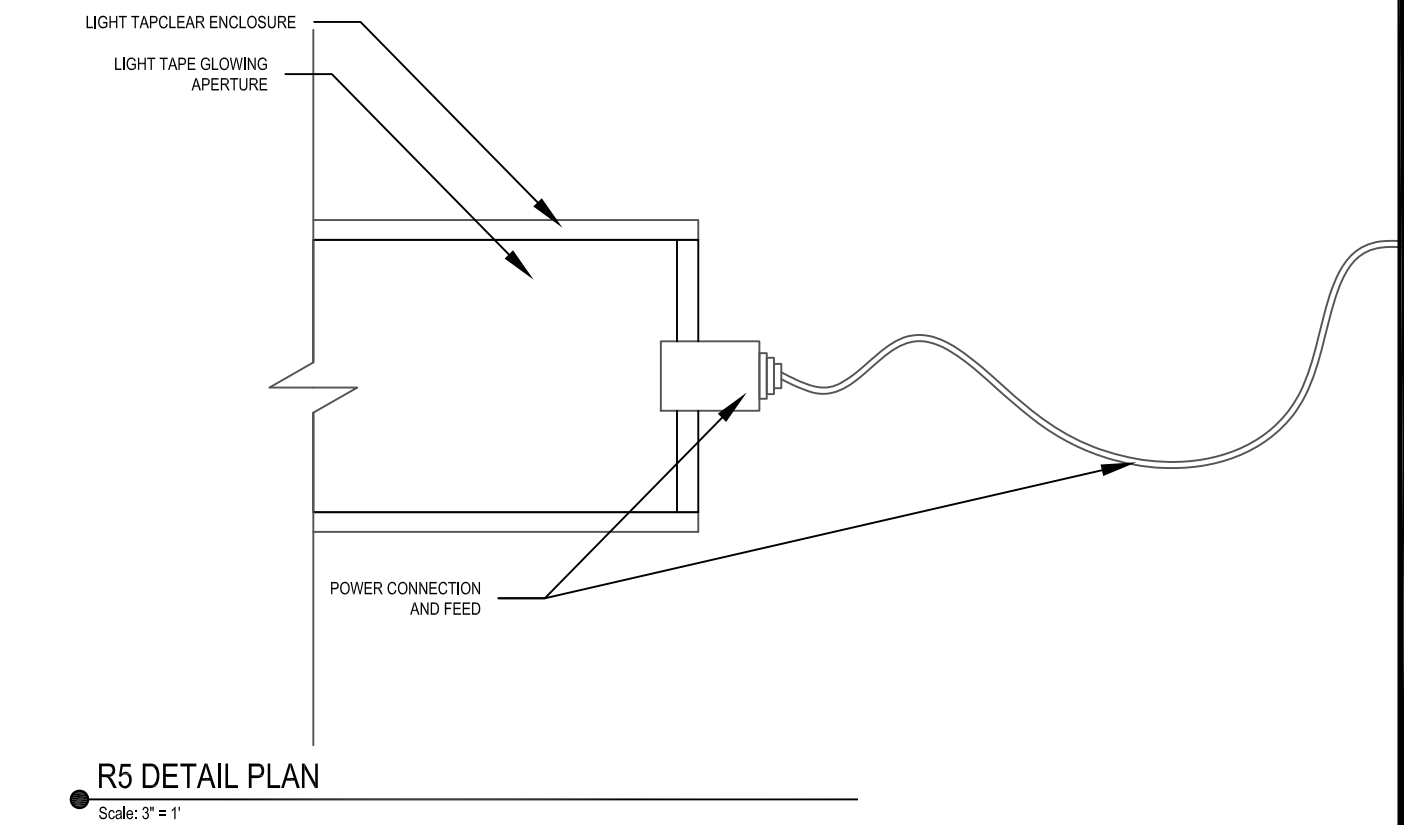 LIGHT TAPCLEAR ENCLOSURE
LIGHT TAPE GLOWING
APERTURE
POWER CONNECTION
AND FEED
R5 DETAIL PLAN
Scale: 3" = 1'